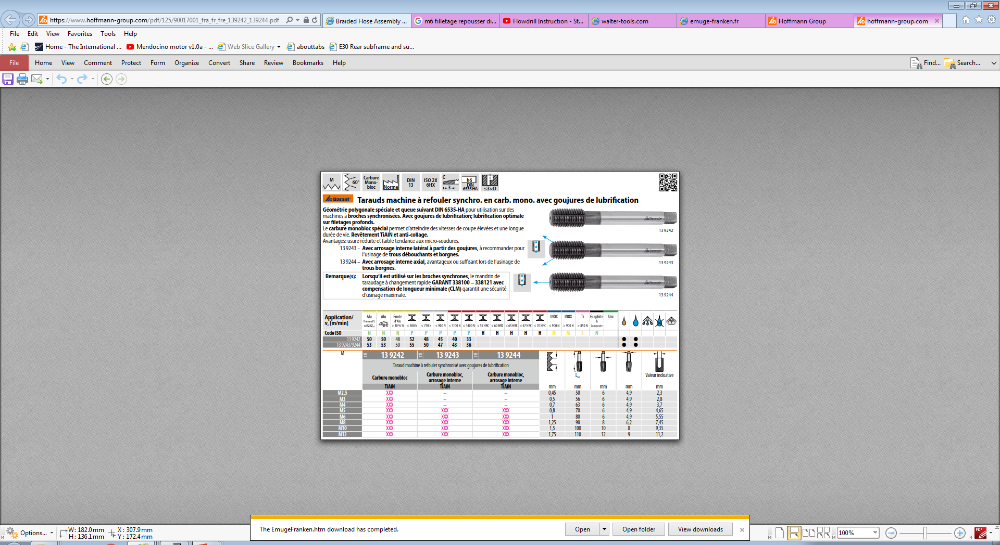 https://www.hoffmann-group.com/pdf/125/90017001_fra_fr_fre_139242_139244.pdf
Braided Hose Assembly ...
m6 filletage repousser di...
Flowdrill Instruction - St...
walter-tools.com
emuge-franken.fr
Hoffmann Group
hoffmann-group.com
File Edit View Favorites Tools Help
Home - The International ... Mendocino motor v1.0a - ... Web Slice Gallery abouttabs E30 Rear subframe and su...
File Home View Comment Protect Form Organize Convert Share Review Bookmarks Help Find... Search...
M
60°
Carbure Mono- bloc
Norme
DIN 13
ISO 2X 6HX
C 3
h6 DIN 6535 HA
≤3×D
Garant
Tarauds machine à refouler synchro. en carb. mono. avec goujures de lubrification
Géométrie polygonale spéciale et queue suivant DIN 6535-HA pour utilisation sur des
machines à broches synchronisées. Avec goujures de lubrification; lubrification optimale
sur filetages profonds.
Le carbure monobloc spécial permet d'atteindre des vitesses de coupe élevées et une longue
durée de vie. Revêtement TiAlN et anti-collage.
Avantages: usure réduite et faible tendance aux micro-soudures.
13 9243 – Avec arrosage interne latéral à partir des goujures, à recommander pour
l'usinage de trous débouchants et borgnes.
13 9244 – Avec arrosage interne axial, avantageux ou suffisant lors de l'usinage de
trous borgnes.
Remarque(s): Lorsqu'il est utilisé sur les broches synchrones, le mandrin de
taraudage à changement rapide GARANT 338100 – 338121 avec
compensation de longueur minimale (CLM) garantit une sécurité
d'usinage maximale.
13 9242
13 9243
13 9244
Application/ Alu Alu Fonte d'Alu INOX INOX Ti Graphite & Composite Uni
vc [m/min] Thermo Pl. > 10 % Si < 500 N < 750 N < 900 N < 1100 N < 1400 N < 55 HRC < 60 HRC < 65 HRC < 67 HRC < 70 HRC < 900 N > 900 N > 850 N
Code ISO N N N P P P P P H H H H H M M S N
13 9242 50 50 48 52 48 45 40 33 ● ●
13 9243/9244 53 53 50 55 50 47 43 36 ● ●
M 13 9242 13 9243 13 9244
Taraud machine à refouler synchronisé avec goujures de lubrification
Valeur indicative
Carbure monobloc Carbure monobloc, arrosage interne Carbure monobloc, arrosage interne
TiAlN TiAlN TiAlN mm mm mm mm mm
M2,5 XXX – – 0,45 50 6 4,9 2,3
M3 XXX – – 0,5 56 6 4,9 2,8
M4 XXX – – 0,7 63 6 4,9 3,7
M5 XXX XXX XXX 0,8 70 6 4,9 4,65
M6 XXX XXX XXX 1 80 6 4,9 5,55
M8 XXX XXX XXX 1,25 90 8 6,2 7,45
M10 XXX XXX XXX 1,5 100 10 8 9,35
M12 XXX XXX XXX 1,75 110 12 9 11,2
The EmugeFranken.htm download has completed. Open Open folder View downloads
Options... W: 182.0 mm X: 307.9 mm
H: 136.1 mm Y: 172.4 mm
100%
PDF